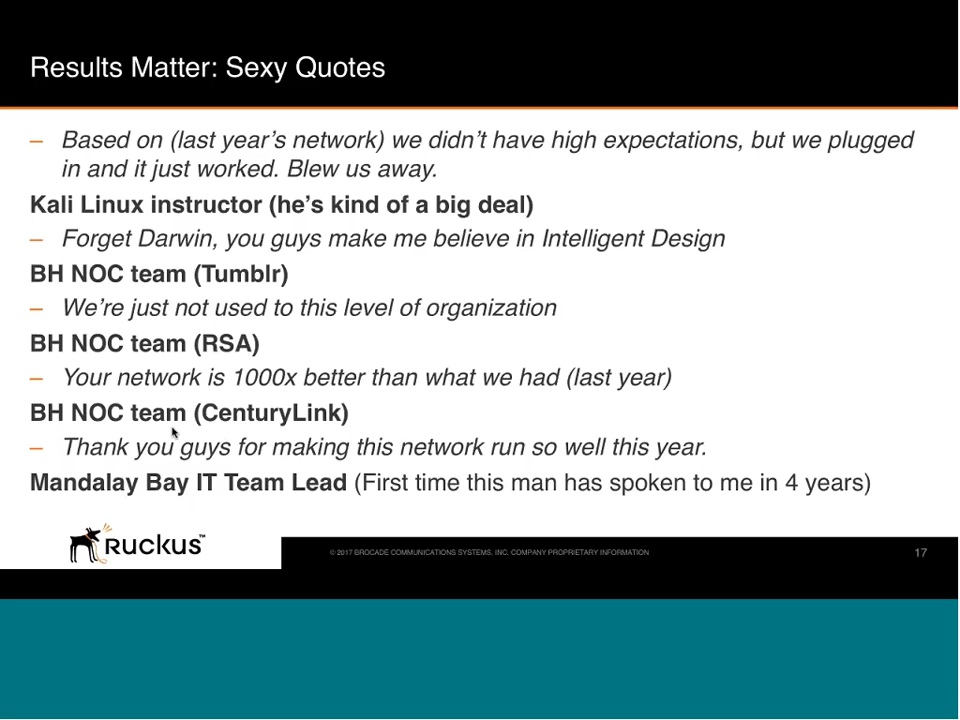 Results Matter: Sexy Quotes
– Based on (last year’s network) we didn’t have high expectations, but we plugged
in and it just worked. Blew us away.
Kali Linux instructor (he’s kind of a big deal)
– Forget Darwin, you guys make me believe in Intelligent Design
BH NOC team (Tumblr)
– We’re just not used to this level of organization
BH NOC team (RSA)
– Your network is 1000x better than what we had (last year)
BH NOC team (CenturyLink)
– Thank you guys for making this network run so well this year.
Mandalay Bay IT Team Lead (First time this man has spoken to me in 4 years)
Ruckus™
© 2017 BROCADE COMMUNICATIONS SYSTEMS, INC. COMPANY PROPRIETARY INFORMATION
17